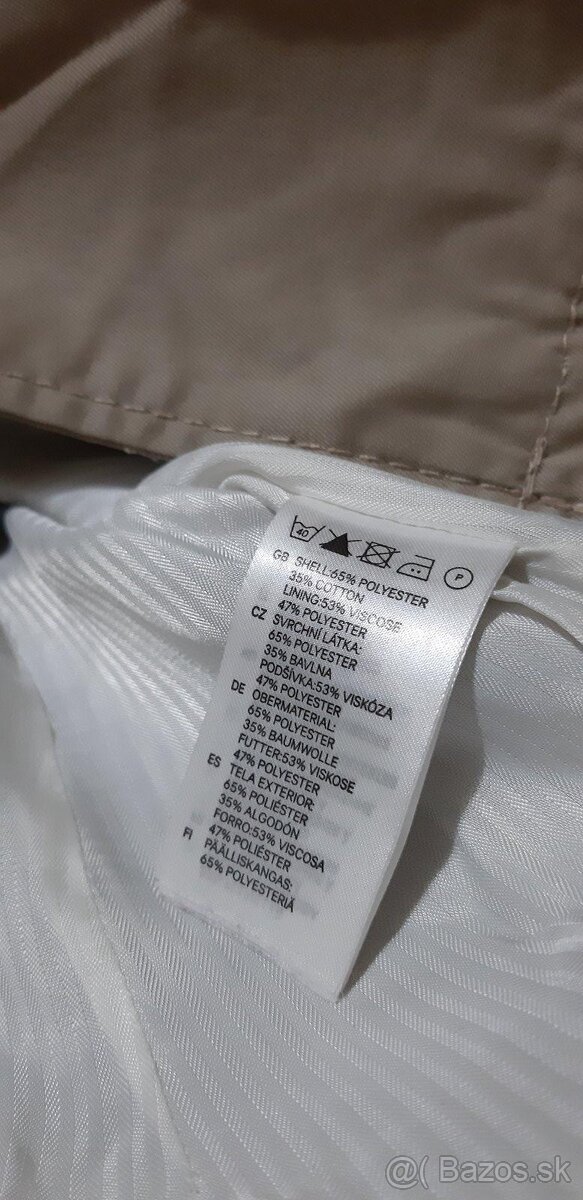 40
P
GB SHELL:65% POLYESTER
35% COTTON
LINING:53% VISCOSE
47% POLYESTER
CZ SVRCHNÍ LÁTKA:
65% POLYESTER
35% BAVLNA
PODŠÍVKA:53% VISKÓZA
47% POLYESTER
DE OBERMATERIAL:
65% POLYESTER
35% BAUMWOLLE
FUTTER:53% VISKOSE
47% POLYESTER
ES TELA EXTERIOR:
65% POLIÉSTER
35% ALGODÓN
FORRO:53% VISCOSA
47% POLIÉSTER
FI PÄÄLLISKANGAS:
65% POLYESTERIÄ
@( Bazos.sk